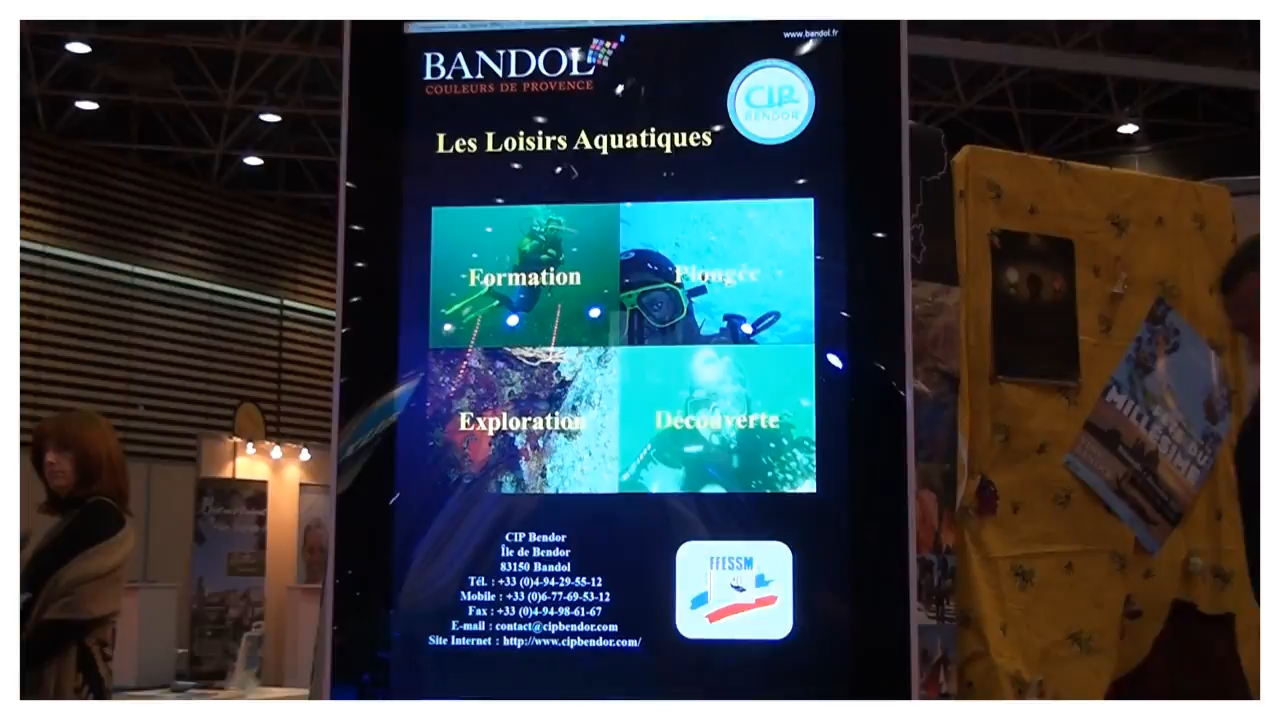 www.bandol.fr
BANDOL
COULEURS DE PROVENCE
CIP
BENDOR
Les Loisirs Aquatiques
Formation
Plongée
Exploration
Découverte
CIP Bendor
Île de Bendor
83150 Bandol
Tél. : +33 (0)4-94-29-55-12
Mobile : +33 (0)6-77-69-53-12
Fax : +33 (0)4-94-98-61-67
E-mail : contact@cipbendor.com
Site Internet : http://www.cipbendor.com/
FFESSM
MILLÉSIME